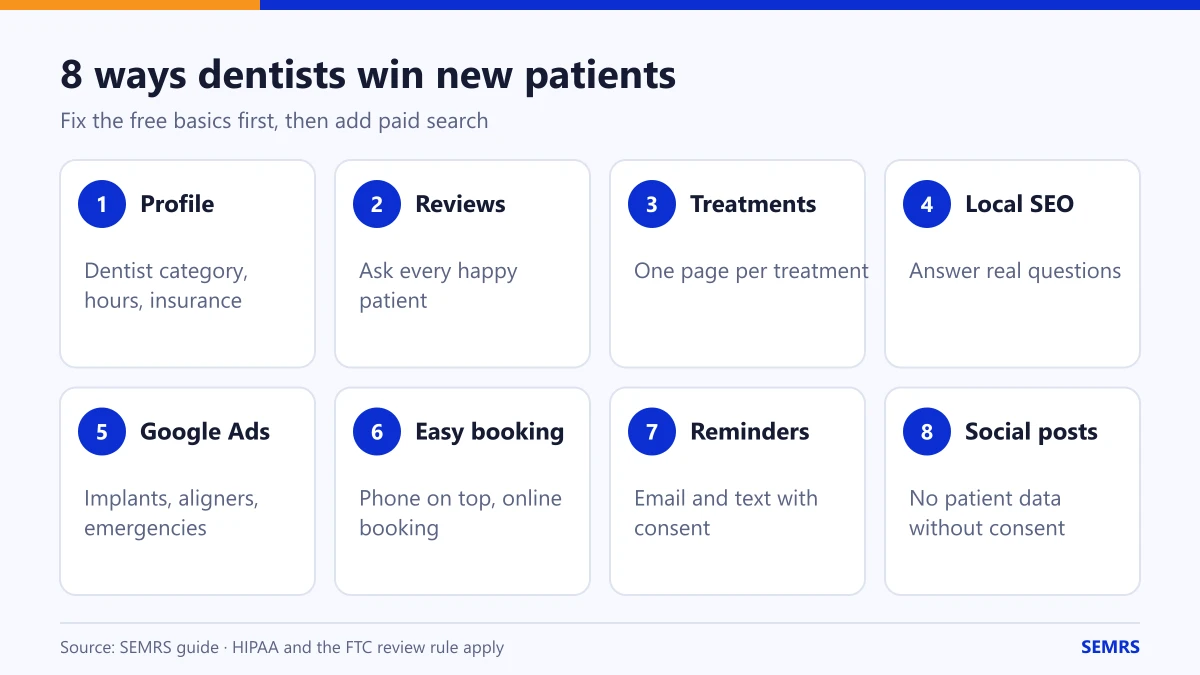 8 ways dentists win new patients
Fix the free basics first, then add paid search
1 Profile
Dentist category,
hours, insurance
2 Reviews
Ask every happy
patient
3 Treatments
One page per treatment
4 Local SEO
Answer real questions
5 Google Ads
Implants, aligners,
emergencies
6 Easy booking
Phone on top, online
booking
7 Reminders
Email and text with
consent
8 Social posts
No patient data
without consent
Source: SEMRS guide · HIPAA and the FTC review rule apply
SEMRS